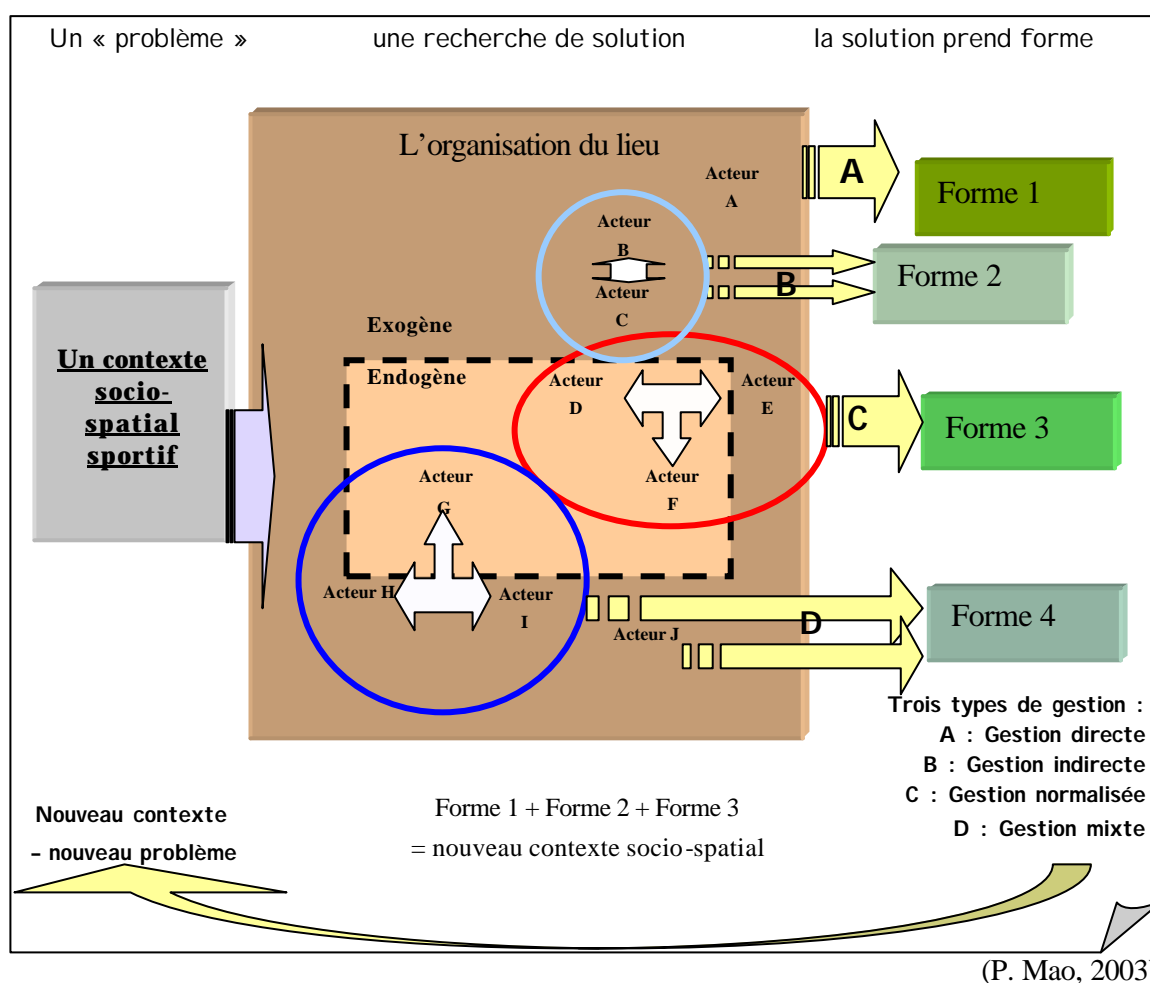 Un « problème »
une recherche de solution
la solution prend forme
L'organisation du lieu
Acteur
A
A
Forme 1
Acteur
B
Acteur
C
B
Forme 2
Exogène
Endogène
Un contexte
socio-
spatial
sportif
Acteur
D
Acteur
E
Acteur
F
C
Forme 3
Acteur
G
Acteur H
Acteur
I
Acteur J
D
Forme 4
Trois types de gestion :
A : Gestion directe
B : Gestion indirecte
C : Gestion normalisée
D : Gestion mixte
Nouveau contexte
– nouveau problème
Forme 1 + Forme 2 + Forme 3
= nouveau contexte socio-spatial
(P. Mao, 2003)